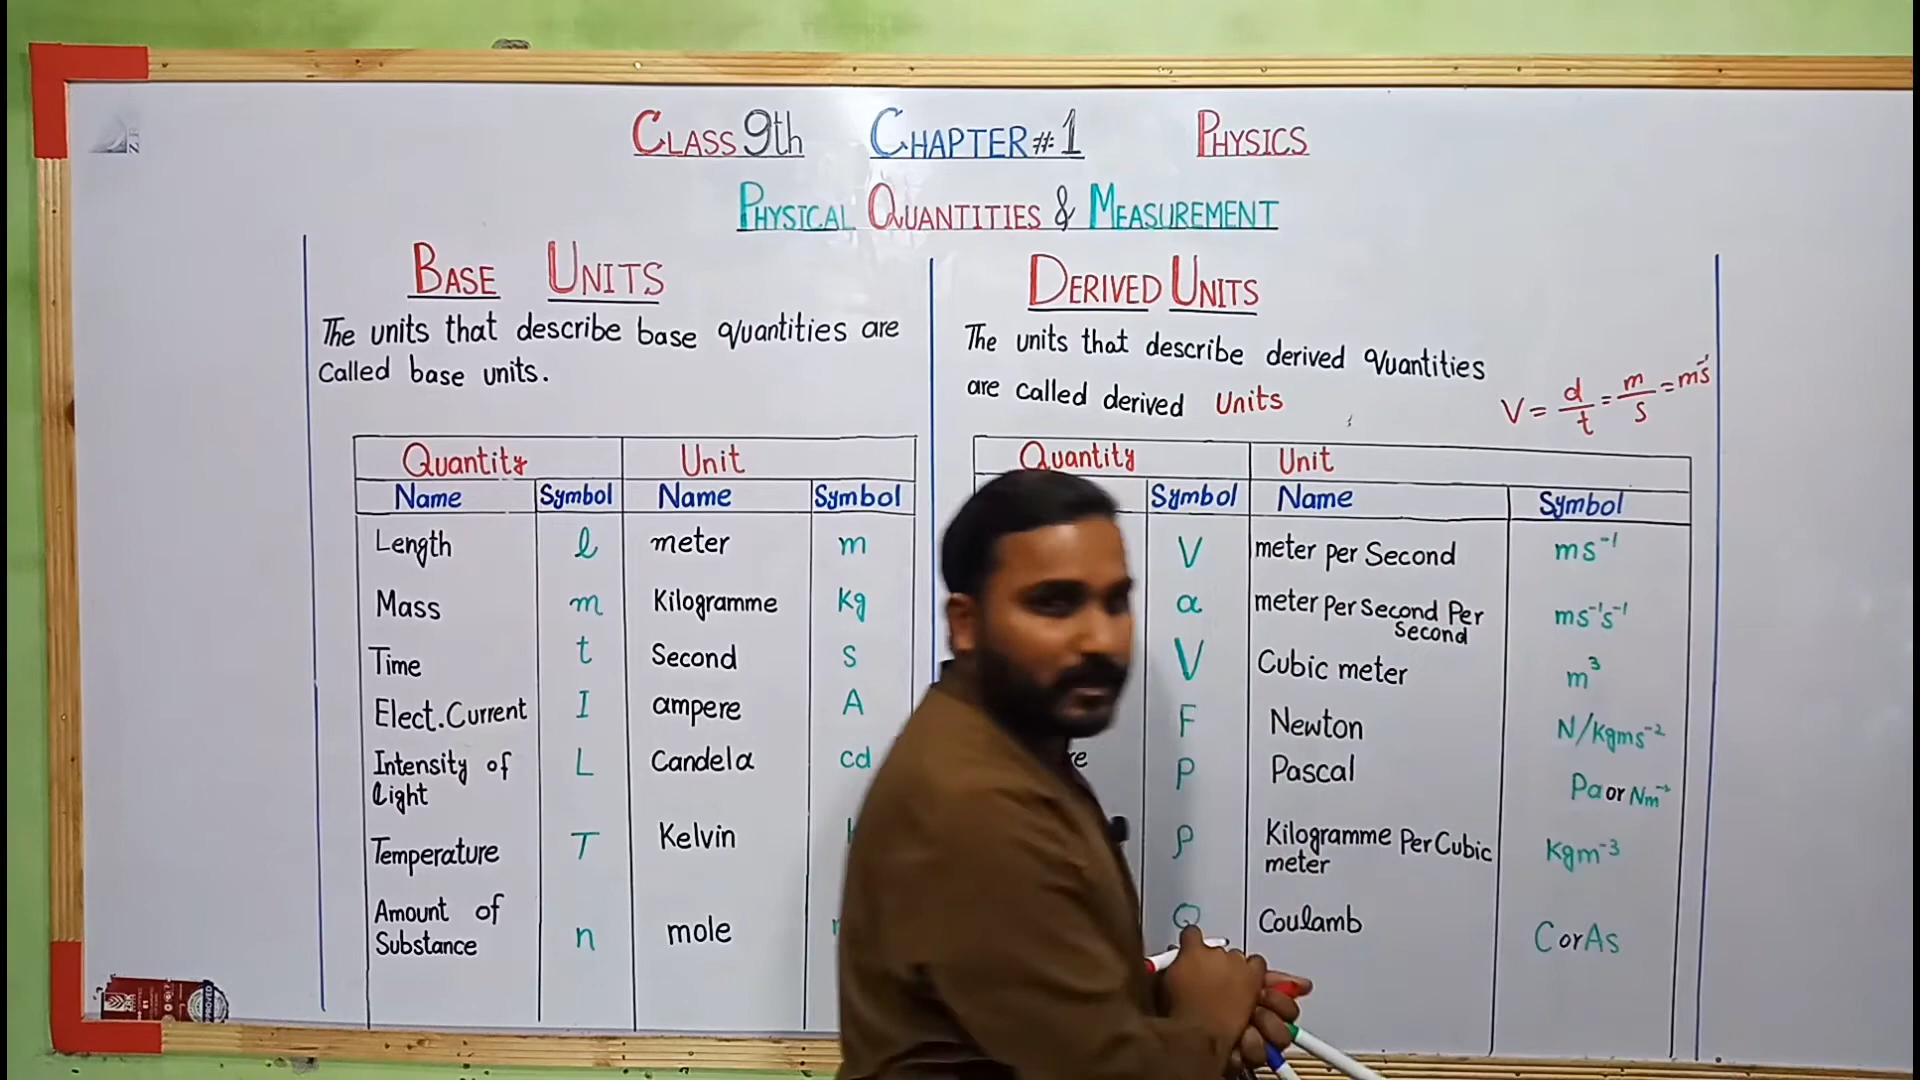 CLASS 9th CHAPTER#1 PHYSICS
PHYSICAL QUANTITIES & MEASUREMENT
BASE UNITS
The units that describe base quantities are
Called base units.
Quantity Unit
Name Symbol Name Symbol
Length l meter m
Mass m Kilogramme Kg
Time t Second s
Elect.Current I ampere A
Intensity of L Candela cd
light
Temperature T Kelvin
Amount of
Substance n mole
DERIVED UNITS
The units that describe derived quantities
are called derived Units
V = d/t = m/s = ms⁻¹
Quantity Unit
Symbol Name Symbol
V meter per Second ms⁻¹
a meter per Second Per ms⁻¹s⁻¹
Second
V Cubic meter m³
F Newton N/Kgms⁻²
P Pascal Pa or Nm⁻²
ρ Kilogramme Per Cubic Kgm⁻³
meter
Q Coulamb C or As